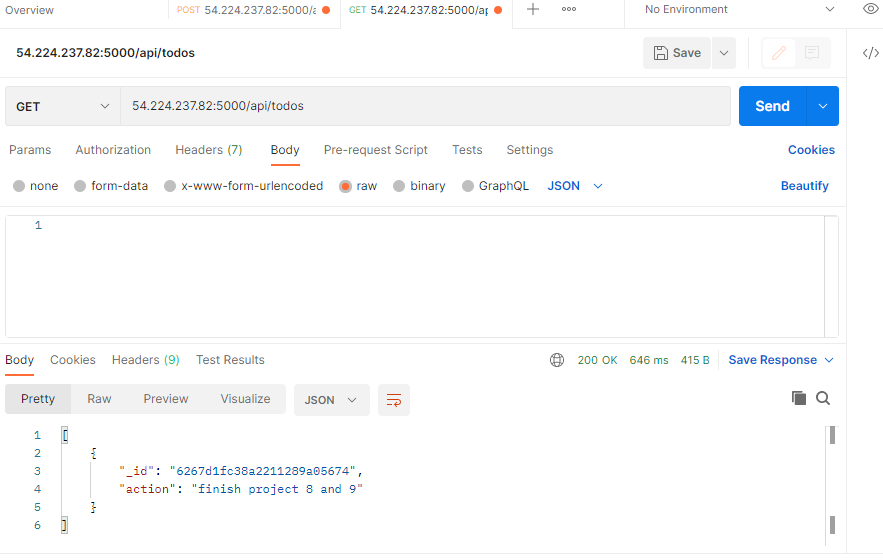 Overview POST 54.224.237.82:5000/a GET 54.224.237.82:5000/ap No Environment
54.224.237.82:5000/api/todos Save
GET 54.224.237.82:5000/api/todos Send
Params Authorization Headers (7) Body Pre-request Script Tests Settings Cookies
none form-data x-www-form-urlencoded raw binary GraphQL JSON Beautify
1
Body Cookies Headers (9) Test Results 200 OK 646 ms 415 B Save Response
Pretty Raw Preview Visualize JSON
1 [
2 {
3 "_id": "6267d1fc38a2211289a05674",
4 "action": "finish project 8 and 9"
5 }
6 ]